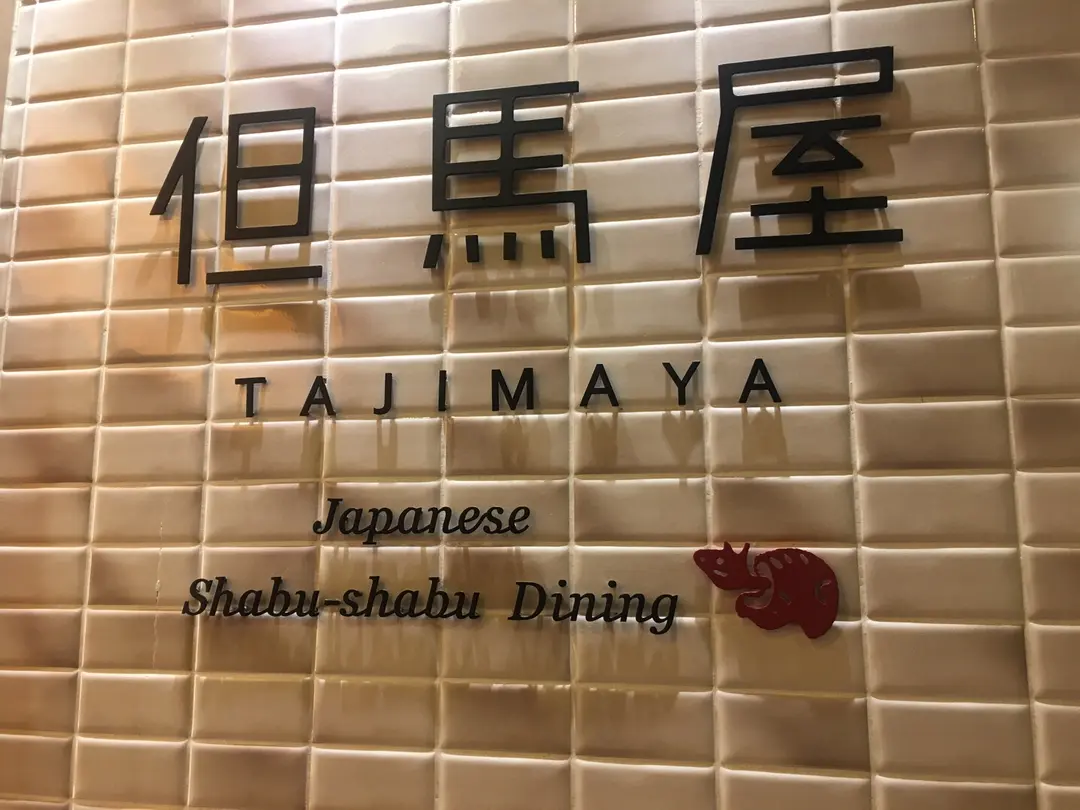 但馬屋
TAJIMAYA
Japanese
Shabu-shabu Dining